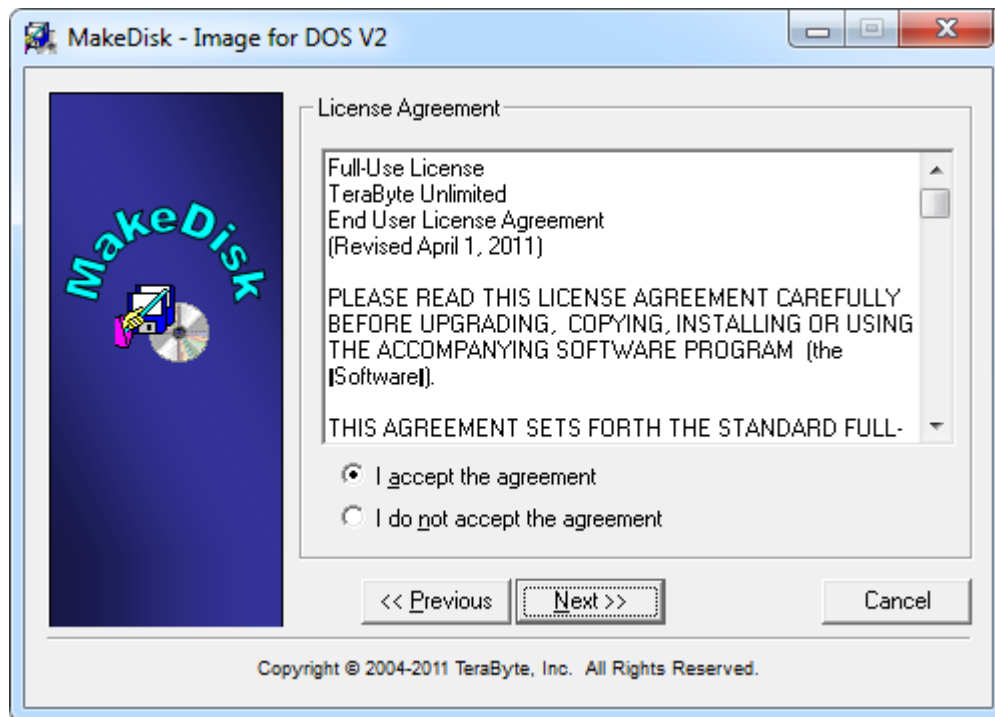 MakeDisk - Image for DOS V2
MakeDisk
License Agreement
Full-Use License
TeraByte Unlimited
End User License Agreement
(Revised April 1, 2011)
PLEASE READ THIS LICENSE AGREEMENT CAREFULLY
BEFORE UPGRADING,  COPYING, INSTALLING OR USING
THE ACCOMPANYING SOFTWARE PROGRAM  (the
▌Software▌).
THIS AGREEMENT SETS FORTH THE STANDARD FULL-
I accept the agreement
I do not accept the agreement
<< Previous
Next >>
Cancel
Copyright © 2004-2011 TeraByte, Inc.  All Rights Reserved.